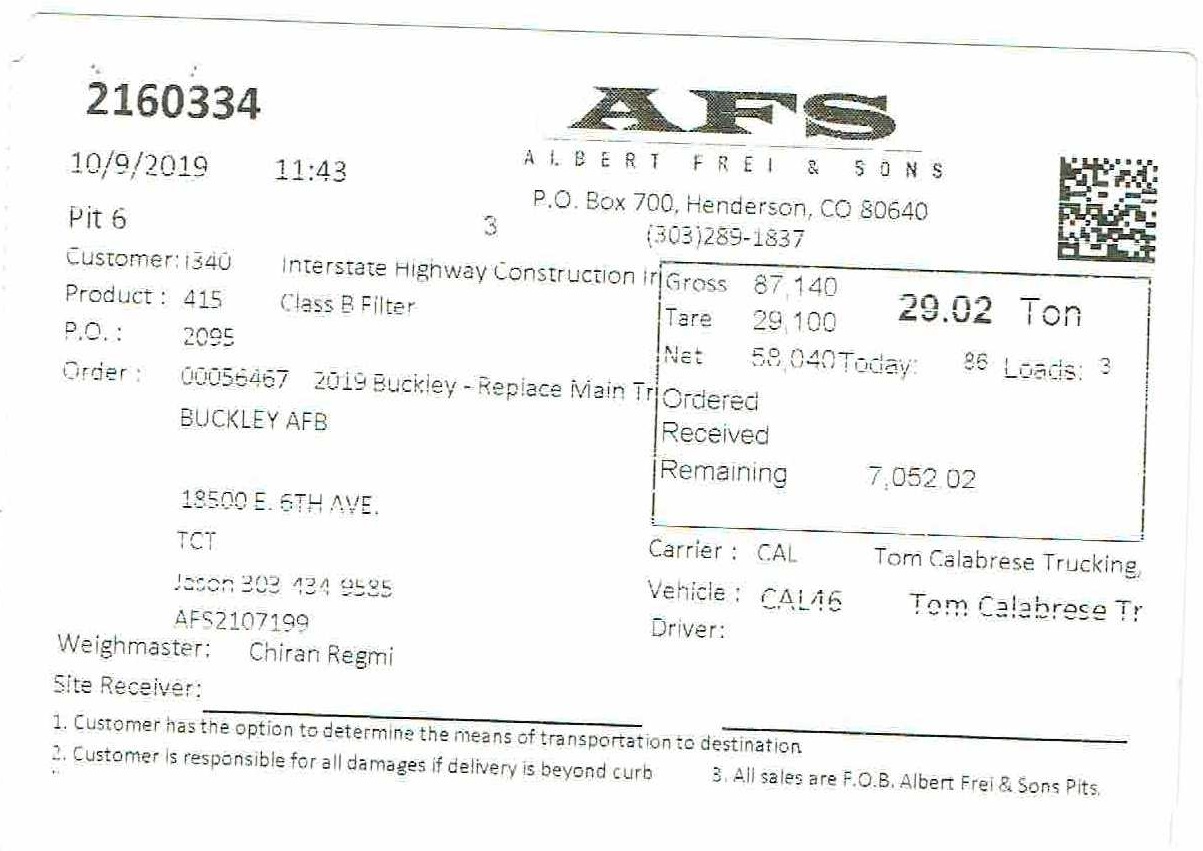 2160334
AFS
ALBERT FREI & SONS
10/9/2019 11:43
P.O. Box 700, Henderson, CO 80640
(303)289-1837
Pit 6 3
Customer: i340 Interstate Highway Construction Ir
Product : 415 Class B Filter
P.O. : 2095
Order : 00056467 2019 Buckley - Replace Main Tr
BUCKLEY AFB
18500 E. 6TH AVE.
TCT
Jason 303 434 9585
AFS2107199
Weighmaster: Chiran Regmi
Site Receiver:
Gross 87,140 29.02 Ton
Tare 29,100
Net 58,040 Today: 86 Loads: 3
Ordered
Received
Remaining 7,052.02
Carrier : CAL Tom Calabrese Trucking,
Vehicle : CAL46 Tom Calabrese Tr
Driver:
1. Customer has the option to determine the means of transportation to destination
2. Customer is responsible for all damages if delivery is beyond curb 3. All sales are F.O.B. Albert Frei & Sons Pits.